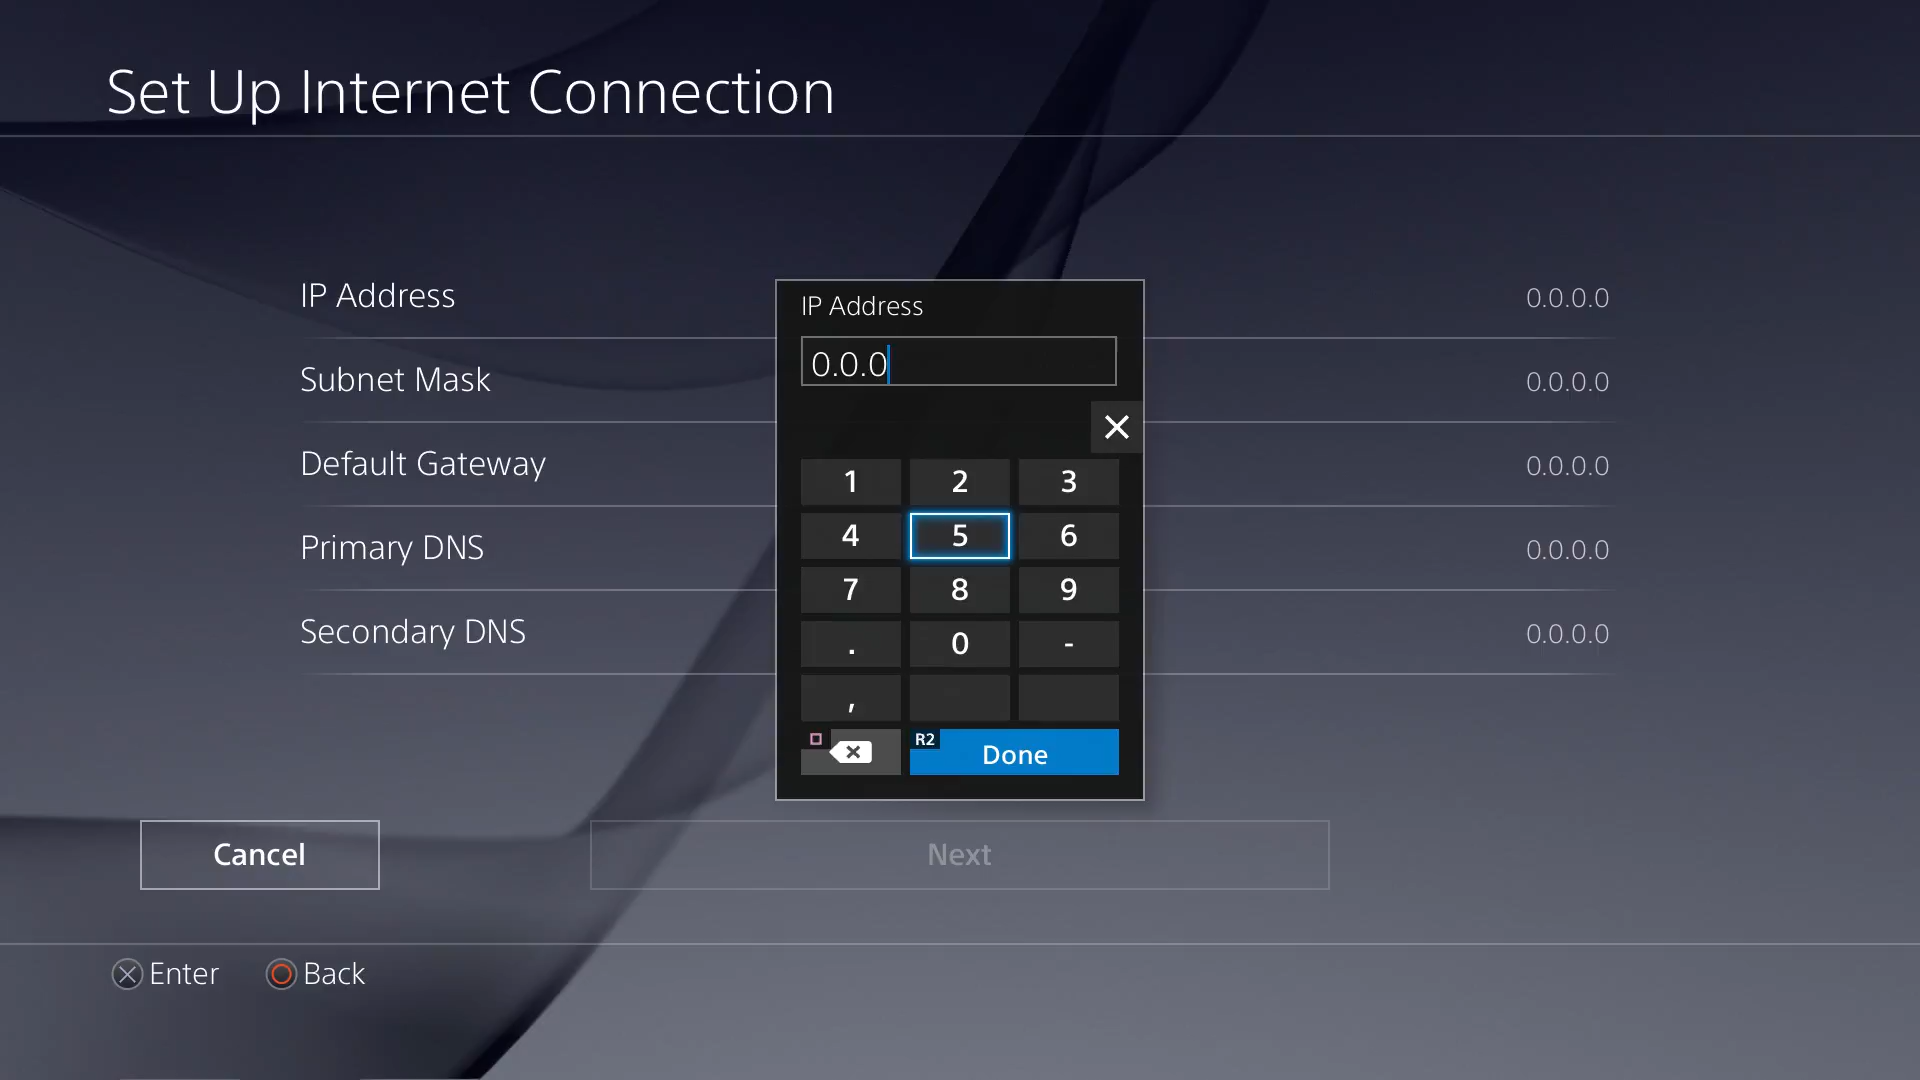 Set Up Internet Connection
IP Address 0.0.0.0
Subnet Mask 0.0.0.0
Default Gateway 0.0.0.0
Primary DNS 0.0.0.0
Secondary DNS 0.0.0.0
IP Address
0.0.0
1 2 3
4 5 6
7 8 9
. 0 -
,
R2 Done
Cancel Next
Enter Back